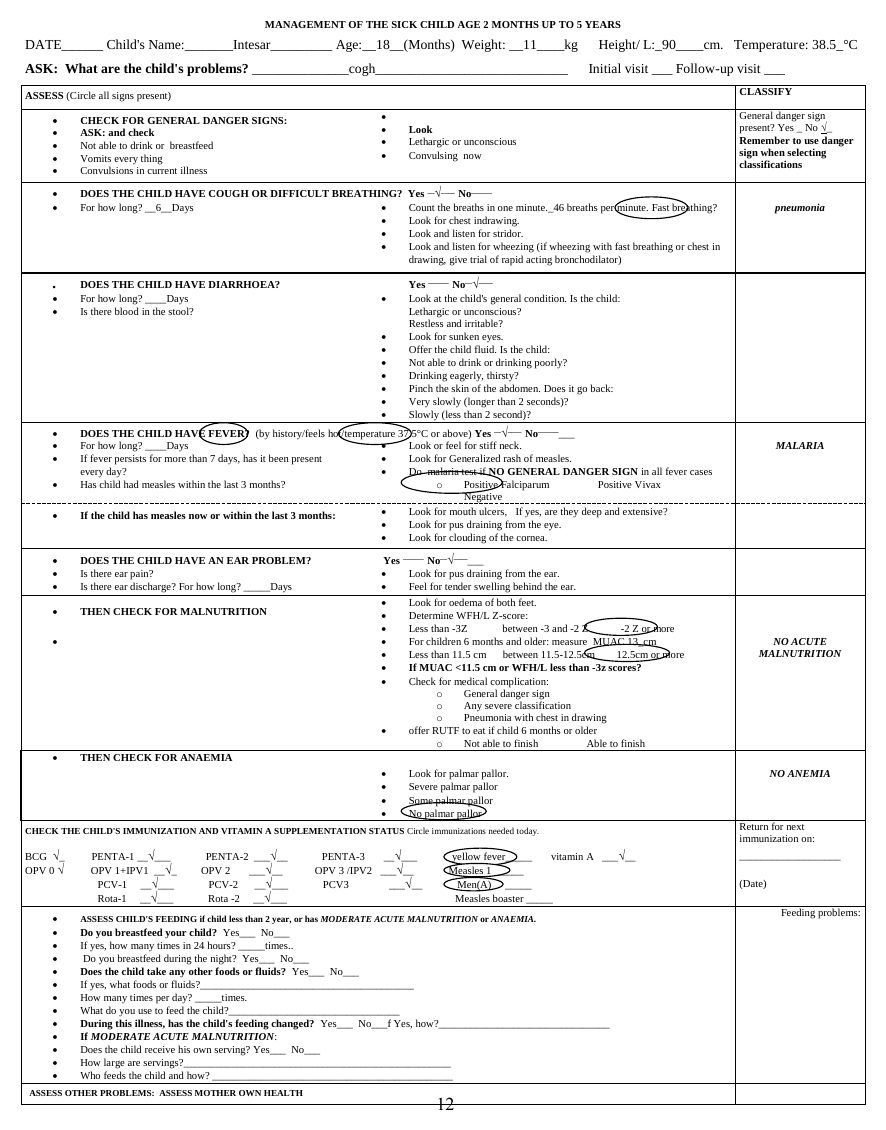 MANAGEMENT OF THE SICK CHILD AGE 2 MONTHS UP TO 5 YEARS
DATE______ Child's Name:_______Intesar_________ Age:__18__(Months) Weight: __11____kg Height/ L:_90____cm. Temperature: 38.5_°C
ASK: What are the child's problems? ______________cogh____________________________ Initial visit ___ Follow-up visit ___
ASSESS (Circle all signs present)
CLASSIFY
• CHECK FOR GENERAL DANGER SIGNS:
• ASK: and check
• Not able to drink or breastfeed
• Vomits every thing
• Convulsions in current illness
•
• Look
• Lethargic or unconscious
• Convulsing now
General danger sign
present? Yes _ No √_
Remember to use danger
sign when selecting
classifications
• DOES THE CHILD HAVE COUGH OR DIFFICULT BREATHING? Yes —√— No——
• For how long? __6__Days
• Count the breaths in one minute._46 breaths per minute. Fast breathing?
• Look for chest indrawing.
• Look and listen for stridor.
• Look and listen for wheezing (if wheezing with fast breathing or chest in
drawing, give trial of rapid acting bronchodilator)
pneumonia
• DOES THE CHILD HAVE DIARRHOEA? Yes —— No—√—
• For how long? ____Days
• Is there blood in the stool?
• Look at the child's general condition. Is the child:
Lethargic or unconscious?
Restless and irritable?
• Look for sunken eyes.
• Offer the child fluid. Is the child:
• Not able to drink or drinking poorly?
• Drinking eagerly, thirsty?
• Pinch the skin of the abdomen. Does it go back:
• Very slowly (longer than 2 seconds)?
• Slowly (less than 2 second)?
• DOES THE CHILD HAVE FEVER? (by history/feels hot/temperature 37.5°C or above) Yes —√— No——___
• For how long? ____Days
• If fever persists for more than 7 days, has it been present
every day?
• Has child had measles within the last 3 months?
• Look or feel for stiff neck.
• Look for Generalized rash of measles.
• Do malaria test if NO GENERAL DANGER SIGN in all fever cases
○ Positive Falciparum Positive Vivax
Negative
MALARIA
• If the child has measles now or within the last 3 months:
• Look for mouth ulcers, If yes, are they deep and extensive?
• Look for pus draining from the eye.
• Look for clouding of the cornea.
• DOES THE CHILD HAVE AN EAR PROBLEM? Yes —— No—√—___
• Is there ear pain?
• Is there ear discharge? For how long? _____Days
• Look for pus draining from the ear.
• Feel for tender swelling behind the ear.
• THEN CHECK FOR MALNUTRITION
•
• Look for oedema of both feet.
• Determine WFH/L Z-score:
• Less than -3Z between -3 and -2 Z -2 Z or more
• For children 6 months and older: measure MUAC 13_cm
• Less than 11.5 cm between 11.5-12.5cm 12.5cm or more
• If MUAC <11.5 cm or WFH/L less than -3z scores?
• Check for medical complication:
○ General danger sign
○ Any severe classification
○ Pneumonia with chest in drawing
• offer RUTF to eat if child 6 months or older
○ Not able to finish Able to finish
NO ACUTE
MALNUTRITION
• THEN CHECK FOR ANAEMIA
• Look for palmar pallor.
• Severe palmar pallor
• Some palmar pallor
• No palmar pallor
NO ANEMIA
CHECK THE CHILD'S IMMUNIZATION AND VITAMIN A SUPPLEMENTATION STATUS Circle immunizations needed today.
BCG √_ PENTA-1 __√___ PENTA-2 ___√__ PENTA-3 __√___ yellow fever ____ vitamin A ___√__
OPV 0 √ OPV 1+IPV1 __√_ OPV 2 ___√__ OPV 3 /IPV2 ___√__ Measles 1 ____
PCV-1 __√___ PCV-2 ___√__ PCV3 ___√__ Men(A) _____
Rota-1 __√___ Rota -2 ___√__ Measles boaster _____
Return for next
immunization on:
___________________
(Date)
• ASSESS CHILD'S FEEDING if child less than 2 year, or has MODERATE ACUTE MALNUTRITION or ANAEMIA.
• Do you breastfeed your child? Yes___ No___
• If yes, how many times in 24 hours? _____times..
• Do you breastfeed during the night? Yes___ No___
• Does the child take any other foods or fluids? Yes___ No___
• If yes, what foods or fluids?________________________________________
• How many times per day? _____times.
• What do you use to feed the child?________________________________
• During this illness, has the child's feeding changed? Yes___ No___f Yes, how?________________________________
• If MODERATE ACUTE MALNUTRITION:
• Does the child receive his own serving? Yes___ No___
• How large are servings?__________________________________________________
• Who feeds the child and how? _____________________________________________
Feeding problems:
ASSESS OTHER PROBLEMS: ASSESS MOTHER OWN HEALTH
12